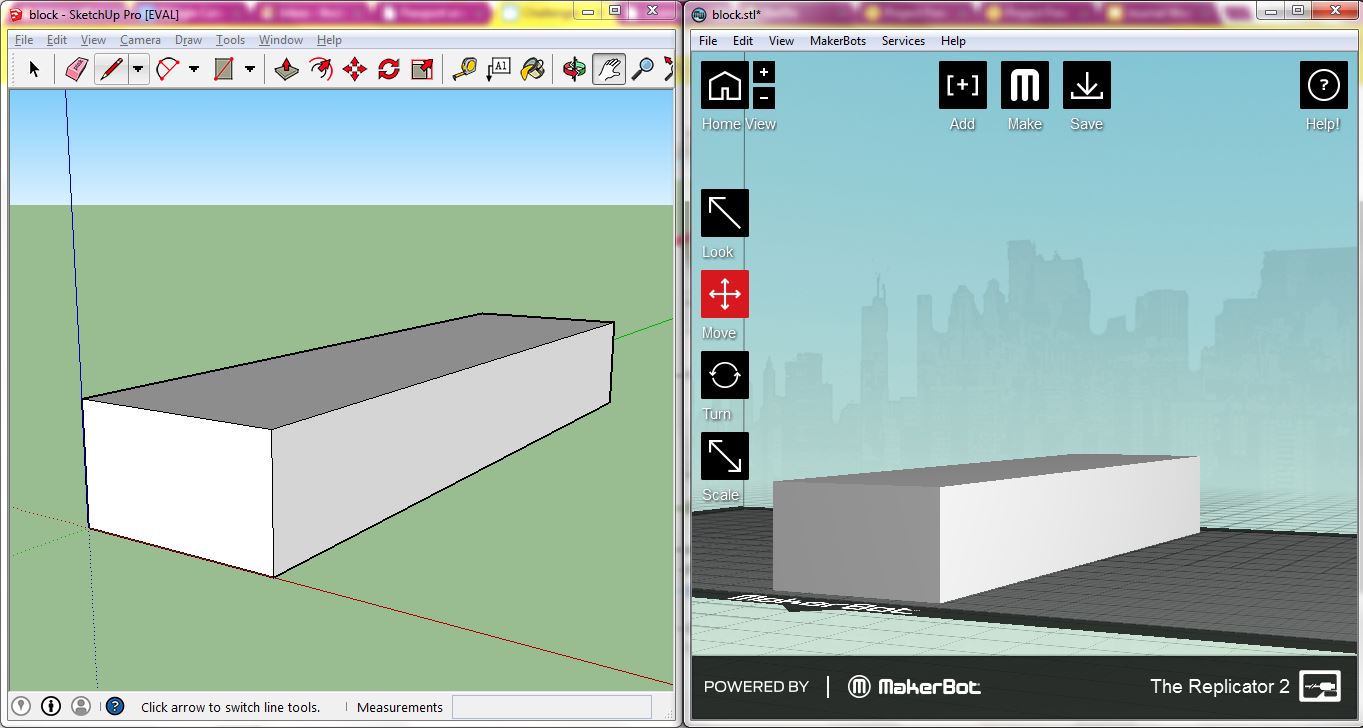 block - SketchUp Pro [EVAL]
File Edit View Camera Draw Tools Window Help
A1
Click arrow to switch line tools. Measurements
block.stl*
File Edit View MakerBots Services Help
Home View
Add
Make
Save
Help!
Look
Move
Turn
Scale
MakerBot
POWERED BY MakerBot
The Replicator 2